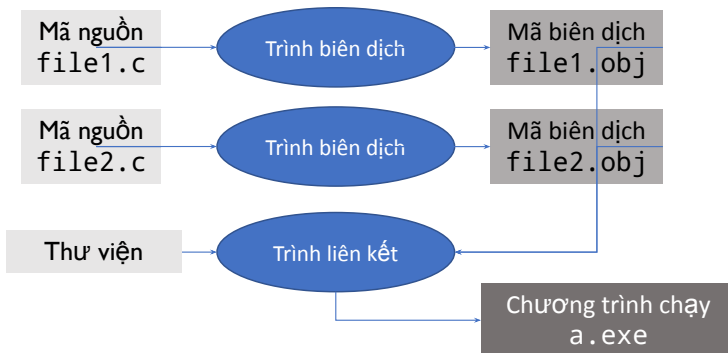 Mã nguồn
file1.c
Trình biên dịch
Mã biên dịch
file1.obj
Mã nguồn
file2.c
Trình biên dịch
Mã biên dịch
file2.obj
Thư viện
Trình liên kết
Chương trình chạy
a.exe